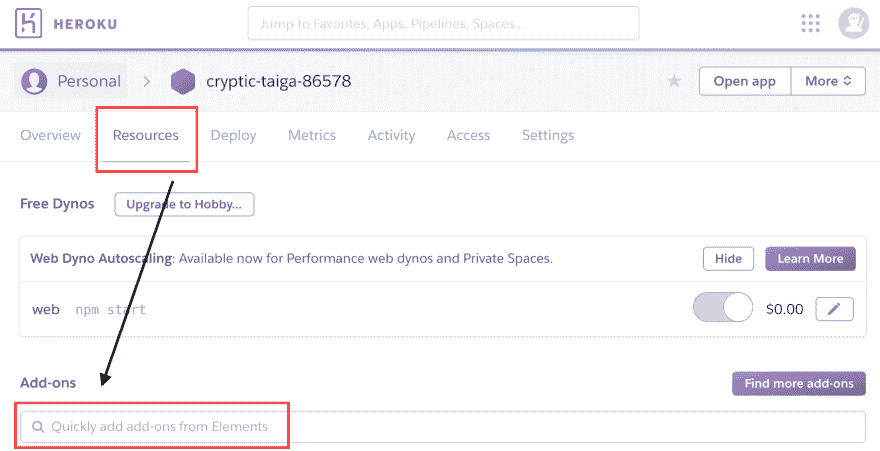 HEROKU
Jump to Favorites, Apps, Pipelines, Spaces...
Personal > cryptic-taiga-86578
Open app More
Overview Resources Deploy Metrics Activity Access Settings
Free Dynos Upgrade to Hobby...
Web Dyno Autoscaling: Available now for Performance web dynos and Private Spaces. Hide Learn More
web npm start $0.00
Add-ons Find more add-ons
Quickly add add-ons from Elements